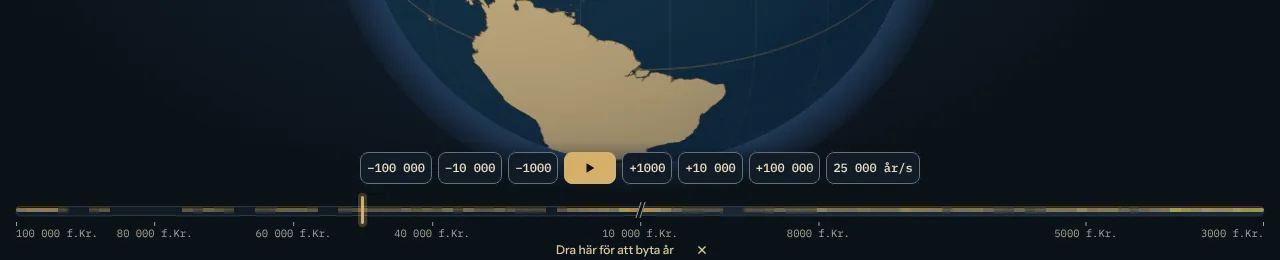 −100 000 −10 000 −1000 +1000 +10 000 +100 000 25 000 år/s
100 000 f.Kr. 80 000 f.Kr. 60 000 f.Kr. 40 000 f.Kr. 10 000 f.Kr. 8000 f.Kr. 5000 f.Kr. 3000 f.Kr.
Dra här för att byta år ✕